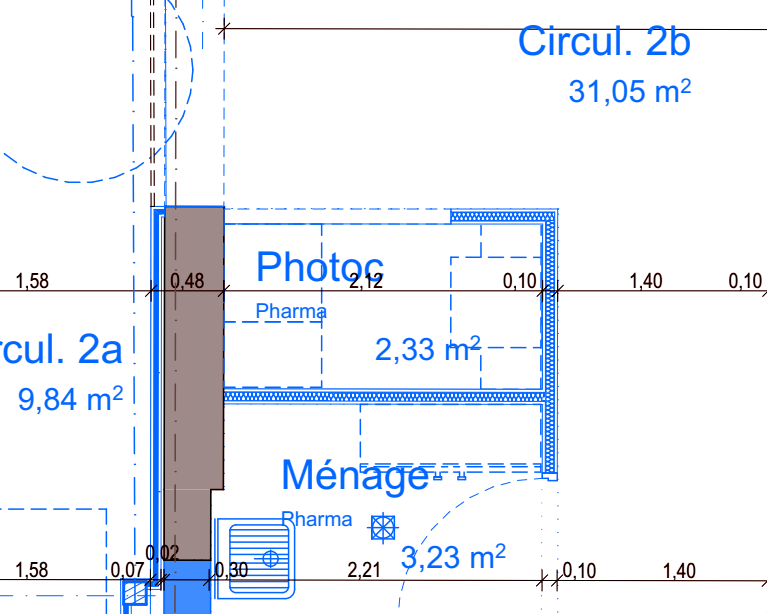 Circul. 2b
31,05 m²
Photoc
1,58 0,48 2,12 0,10 1,40 0,10
Pharma
rcul. 2a
2,33 m²
9,84 m²
Ménage
Pharma
0,02
3,23 m²
1,58 0,07 0,30 2,21 0,10 1,40